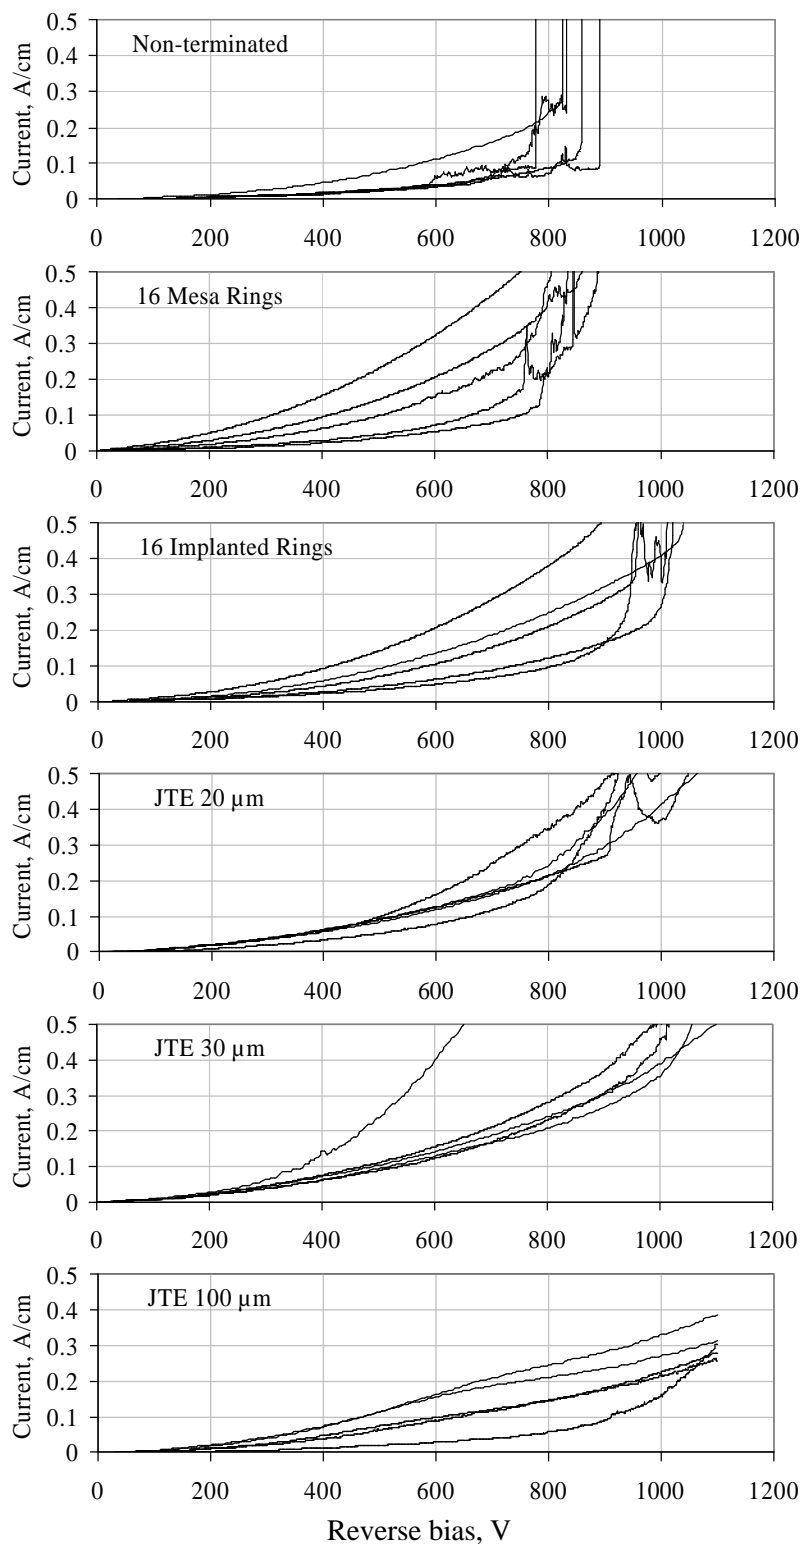 0.5
Non-terminated
0.4
0.3
0.2
0.1
0
Current, A/cm
0 200 400 600 800 1000 1200
0.5
16 Mesa Rings
0.4
0.3
0.2
0.1
0
Current, A/cm
0 200 400 600 800 1000 1200
0.5
16 Implanted Rings
0.4
0.3
0.2
0.1
0
Current, A/cm
0 200 400 600 800 1000 1200
0.5
JTE 20 µm
0.4
0.3
0.2
0.1
0
Current, A/cm
0 200 400 600 800 1000 1200
0.5
JTE 30 µm
0.4
0.3
0.2
0.1
0
Current, A/cm
0 200 400 600 800 1000 1200
0.5
JTE 100 µm
0.4
0.3
0.2
0.1
0
Current, A/cm
0 200 400 600 800 1000 1200
Reverse bias, V